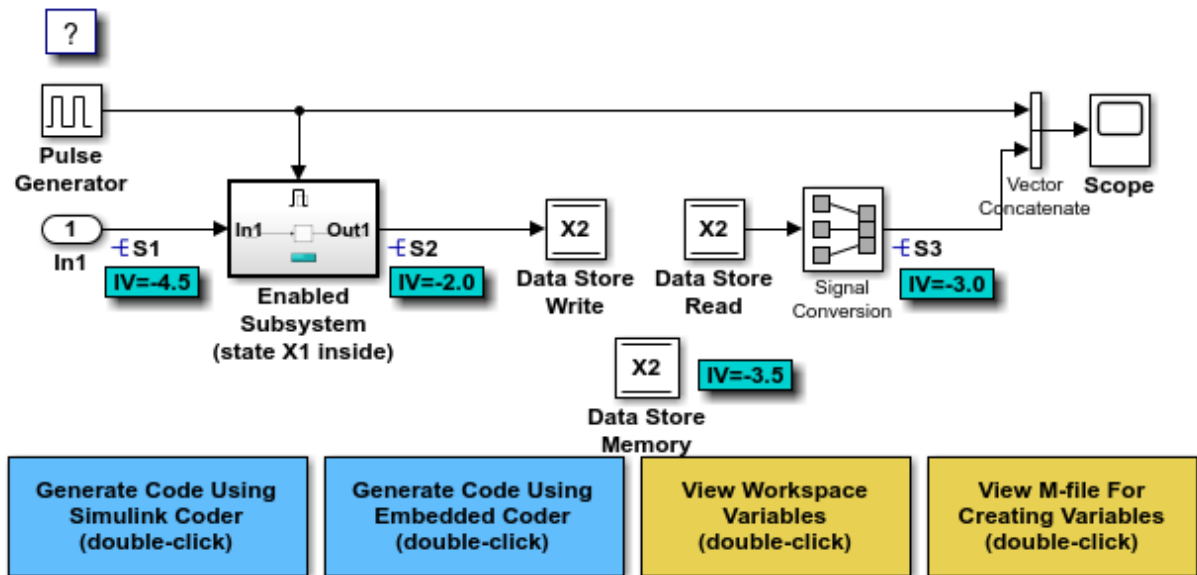 ?
Pulse
Generator
1
In1
S1
IV=-4.5
In1
Out1
Enabled
Subsystem
(state X1 inside)
S2
IV=-2.0
X2
Data Store
Write
X2
Data Store
Read
Signal
Conversion
S3
IV=-3.0
Vector
Concatenate
Scope
X2
Data Store
Memory
IV=-3.5
Generate Code Using
Simulink Coder
(double-click)
Generate Code Using
Embedded Coder
(double-click)
View Workspace
Variables
(double-click)
View M-file For
Creating Variables
(double-click)